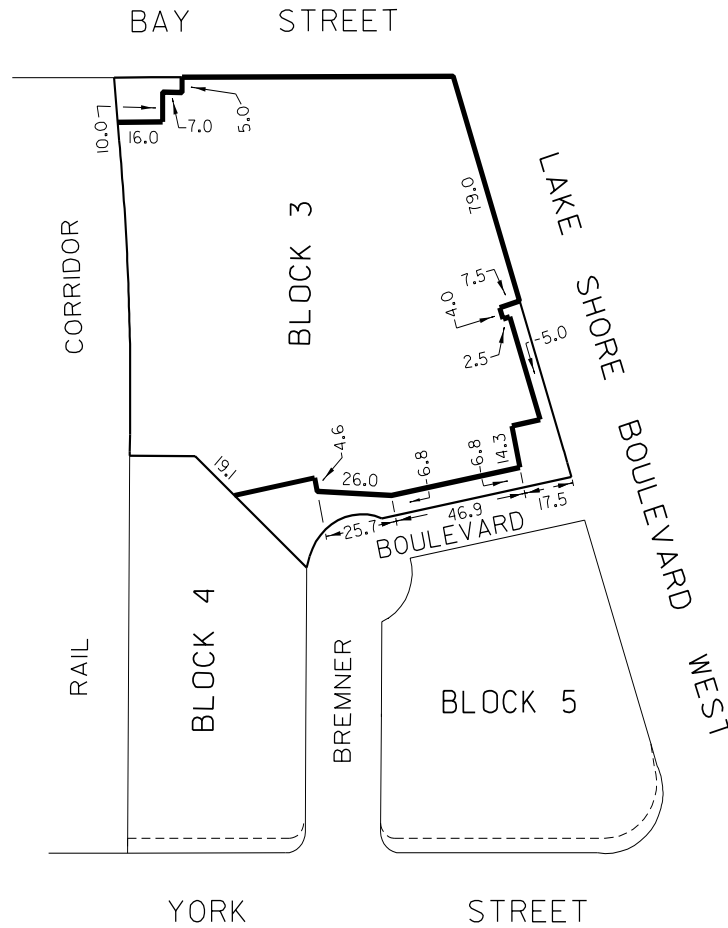 BAY STREET
10.0
16.0
7.0
5.0
CORRIDOR
BLOCK 3
79.0
LAKE SHORE BOULEVARD WEST
7.5
4.0
2.5
5.0
19.1
4.6
26.0
6.8
6.8
14.3
25.7
46.9
17.5
BOULEVARD
BLOCK 4
RAIL
BREMNER
BLOCK 5
YORK STREET